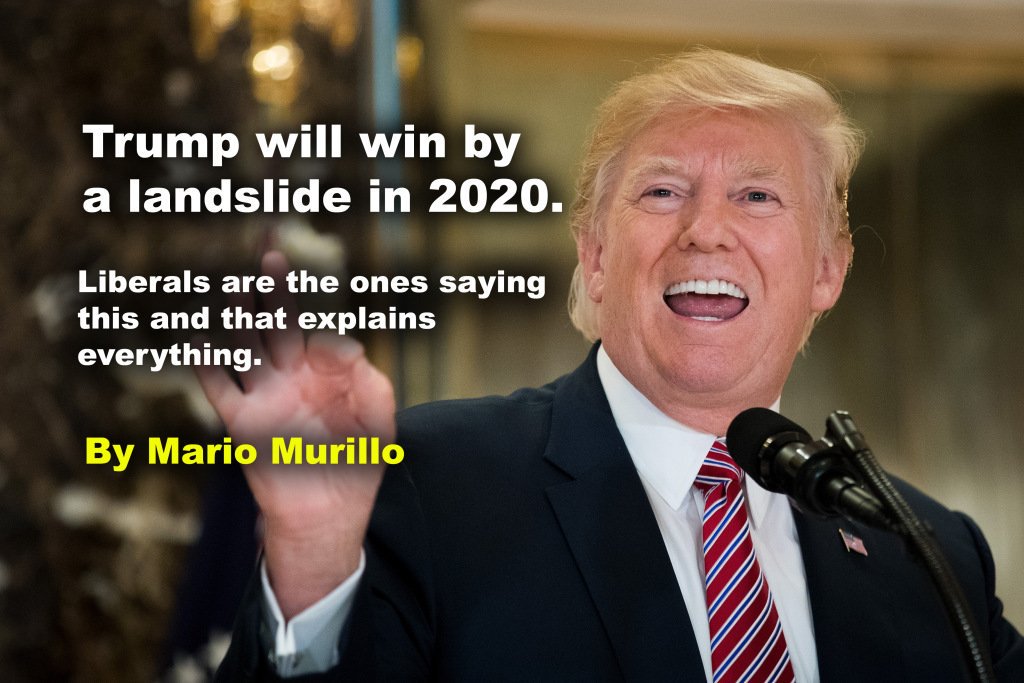 Trump will win by
a landslide in 2020.
Liberals are the ones saying
this and that explains
everything.
By Mario Murillo